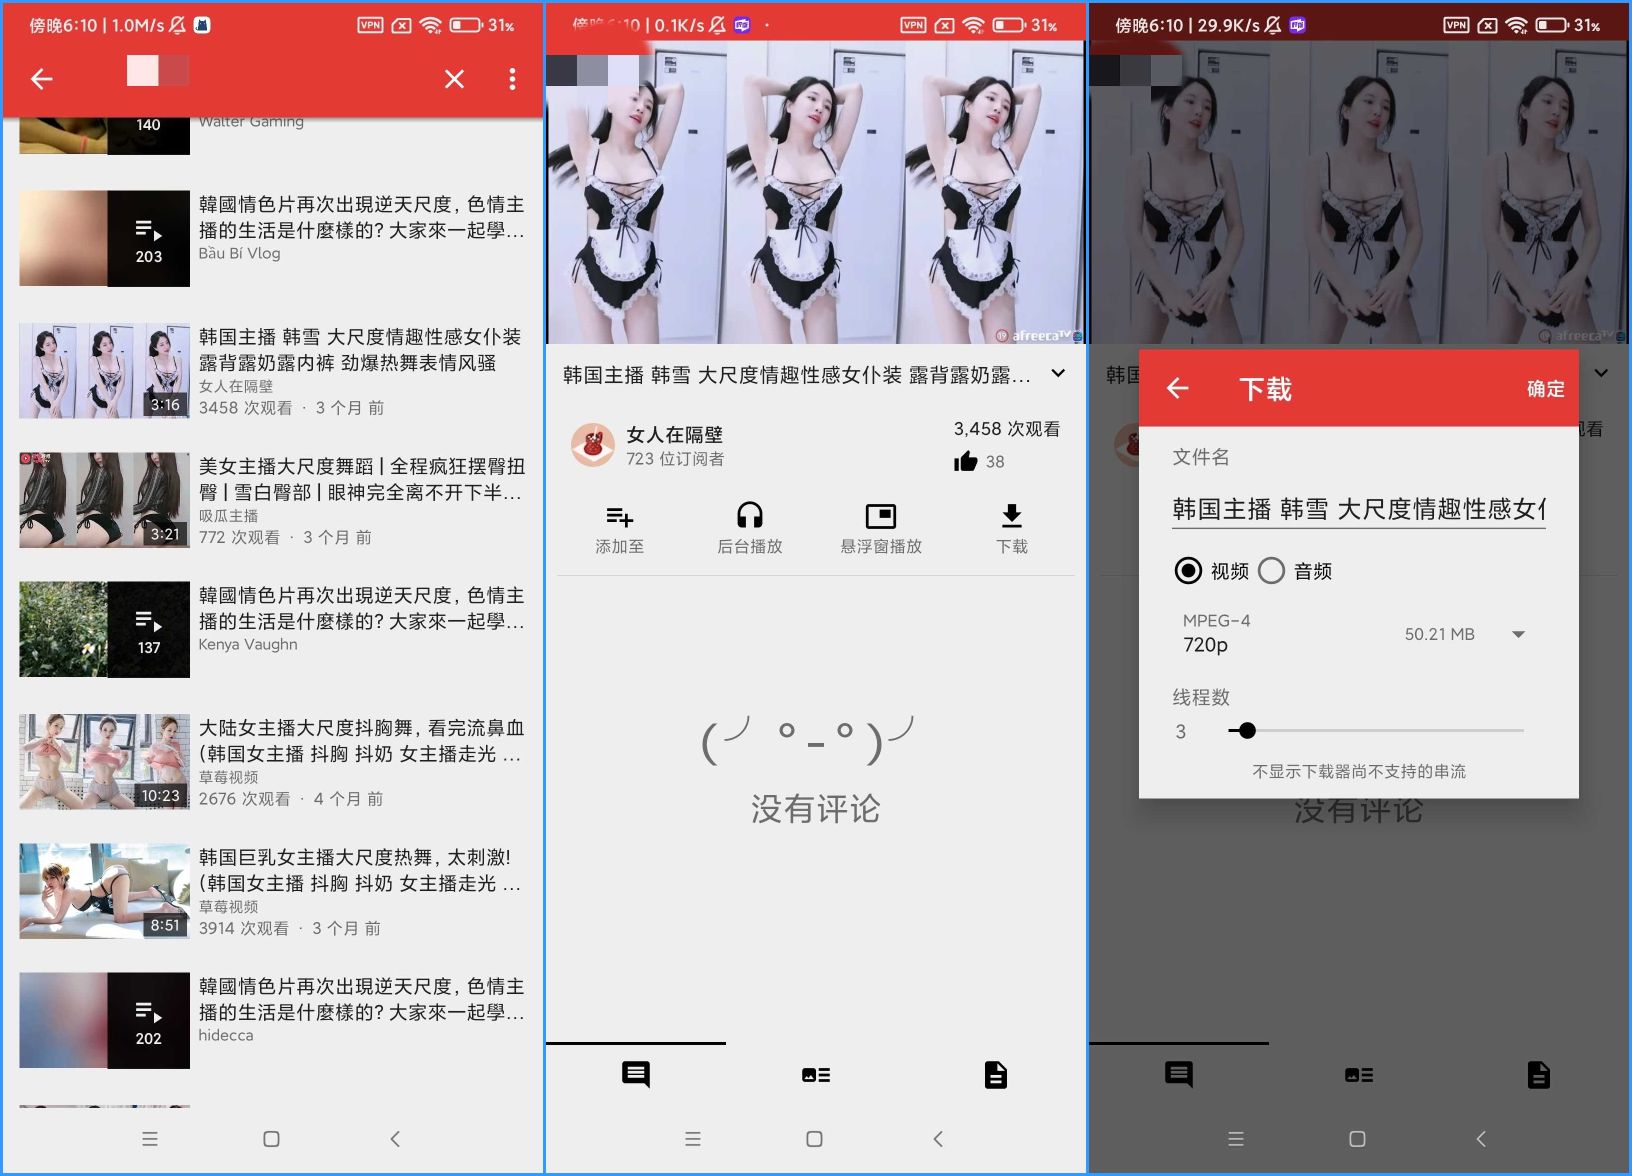 傍晚6:10 | 1.0M/s
VPN
31%
140
Walter Gaming
203
韓國情色片再次出現逆天尺度，色情主
播的生活是什麼樣的？大家來一起學...
Bầu Bí Vlog
3:16
韩国主播 韩雪 大尺度情趣性感女仆装
露背露奶露内裤 劲爆热舞表情风骚
女人在隔壁
3458 次观看 · 3 个月 前
3:21
美女主播大尺度舞蹈 | 全程疯狂摆臀扭
臀 | 雪白臀部 | 眼神完全离不开下半...
吸瓜主播
772 次观看 · 3 个月 前
137
韓國情色片再次出現逆天尺度，色情主
播的生活是什麼樣的？大家來一起學...
Kenya Vaughn
10:23
大陆女主播大尺度抖胸舞，看完流鼻血
(韩国女主播 抖胸 抖奶 女主播走光 ...
草莓视频
2676 次观看 · 4 个月 前
8:51
韩国巨乳女主播大尺度热舞，太刺激!
(韩国女主播 抖胸 抖奶 女主播走光 ...
草莓视频
3914 次观看 · 3 个月 前
202
韓國情色片再次出現逆天尺度，色情主
播的生活是什麼樣的？大家來一起學...
hidecca
傍晚6:10 | 0.1K/s
VPN
31%
19 afreecaTV
韩国主播 韩雪 大尺度情趣性感女仆装 露背露奶露...
女人在隔壁
723 位订阅者
3,458 次观看
38
添加至
后台播放
悬浮窗播放
下载
(╯°-°)╯
没有评论
傍晚6:10 | 29.9K/s
VPN
31%
19 afreecaTV
韩国
观看
下载
确定
文件名
韩国主播 韩雪 大尺度情趣性感女亻
视频
音频
MPEG-4
720p
50.21 MB
线程数
3
不显示下载器尚不支持的串流
没有评论